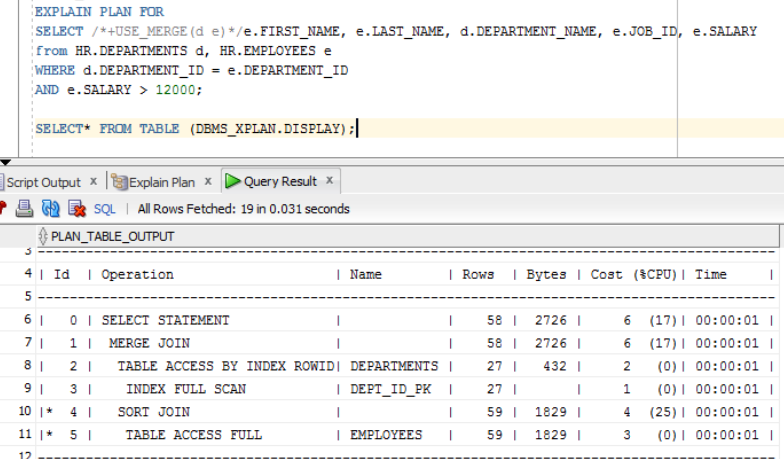 EXPLAIN PLAN FOR
SELECT /*+USE_MERGE(d e)*/e.FIRST_NAME, e.LAST_NAME, d.DEPARTMENT_NAME, e.JOB_ID, e.SALARY
from HR.DEPARTMENTS d, HR.EMPLOYEES e
WHERE d.DEPARTMENT_ID = e.DEPARTMENT_ID
AND e.SALARY > 12000;
SELECT* FROM TABLE (DBMS_XPLAN.DISPLAY);
Script Output x | Explain Plan x | Query Result x
SQL | All Rows Fetched: 19 in 0.031 seconds
PLAN_TABLE_OUTPUT
3 --------------------------------------------------------------------------------------------
4 | Id | Operation | Name | Rows | Bytes | Cost (%CPU)| Time |
5 --------------------------------------------------------------------------------------------
6 | 0 | SELECT STATEMENT | | 58 | 2726 | 6 (17)| 00:00:01 |
7 | 1 | MERGE JOIN | | 58 | 2726 | 6 (17)| 00:00:01 |
8 | 2 | TABLE ACCESS BY INDEX ROWID| DEPARTMENTS | 27 | 432 | 2 (0)| 00:00:01 |
9 | 3 | INDEX FULL SCAN | DEPT_ID_PK | 27 | | 1 (0)| 00:00:01 |
10 |* 4 | SORT JOIN | | 59 | 1829 | 4 (25)| 00:00:01 |
11 |* 5 | TABLE ACCESS FULL | EMPLOYEES | 59 | 1829 | 3 (0)| 00:00:01 |
12 --------------------------------------------------------------------------------------------